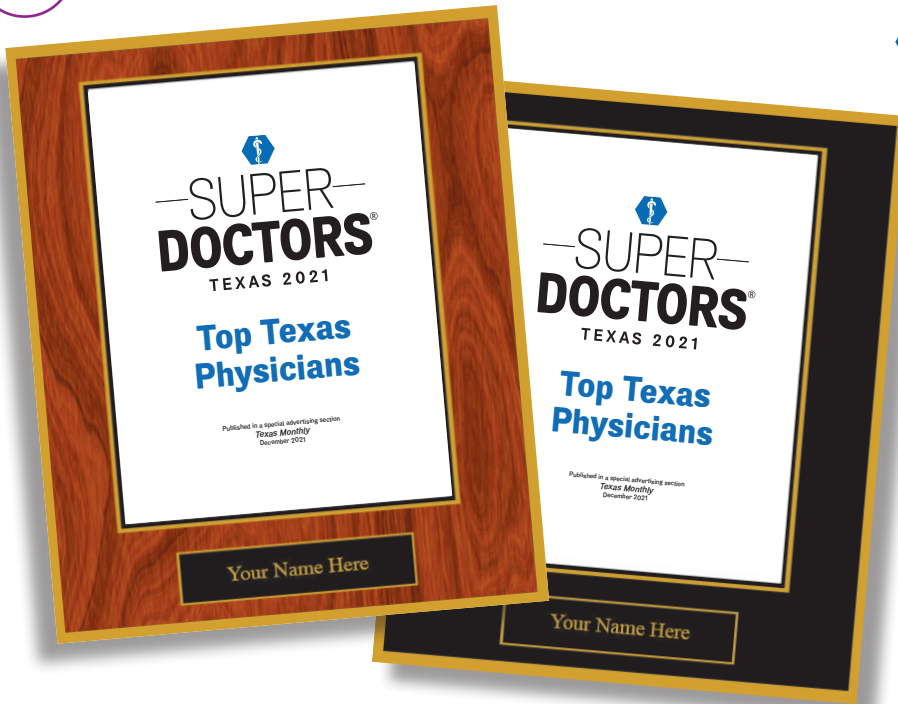 SUPER
DOCTORS®
TEXAS 2021
Top Texas
Physicians
Published in a special advertising section
Texas Monthly
December 2021
Your Name Here
SUPER
DOCTORS®
TEXAS 2021
Top Texas
Physicians
Published in a special advertising section
Texas Monthly
December 2021
Your Name Here